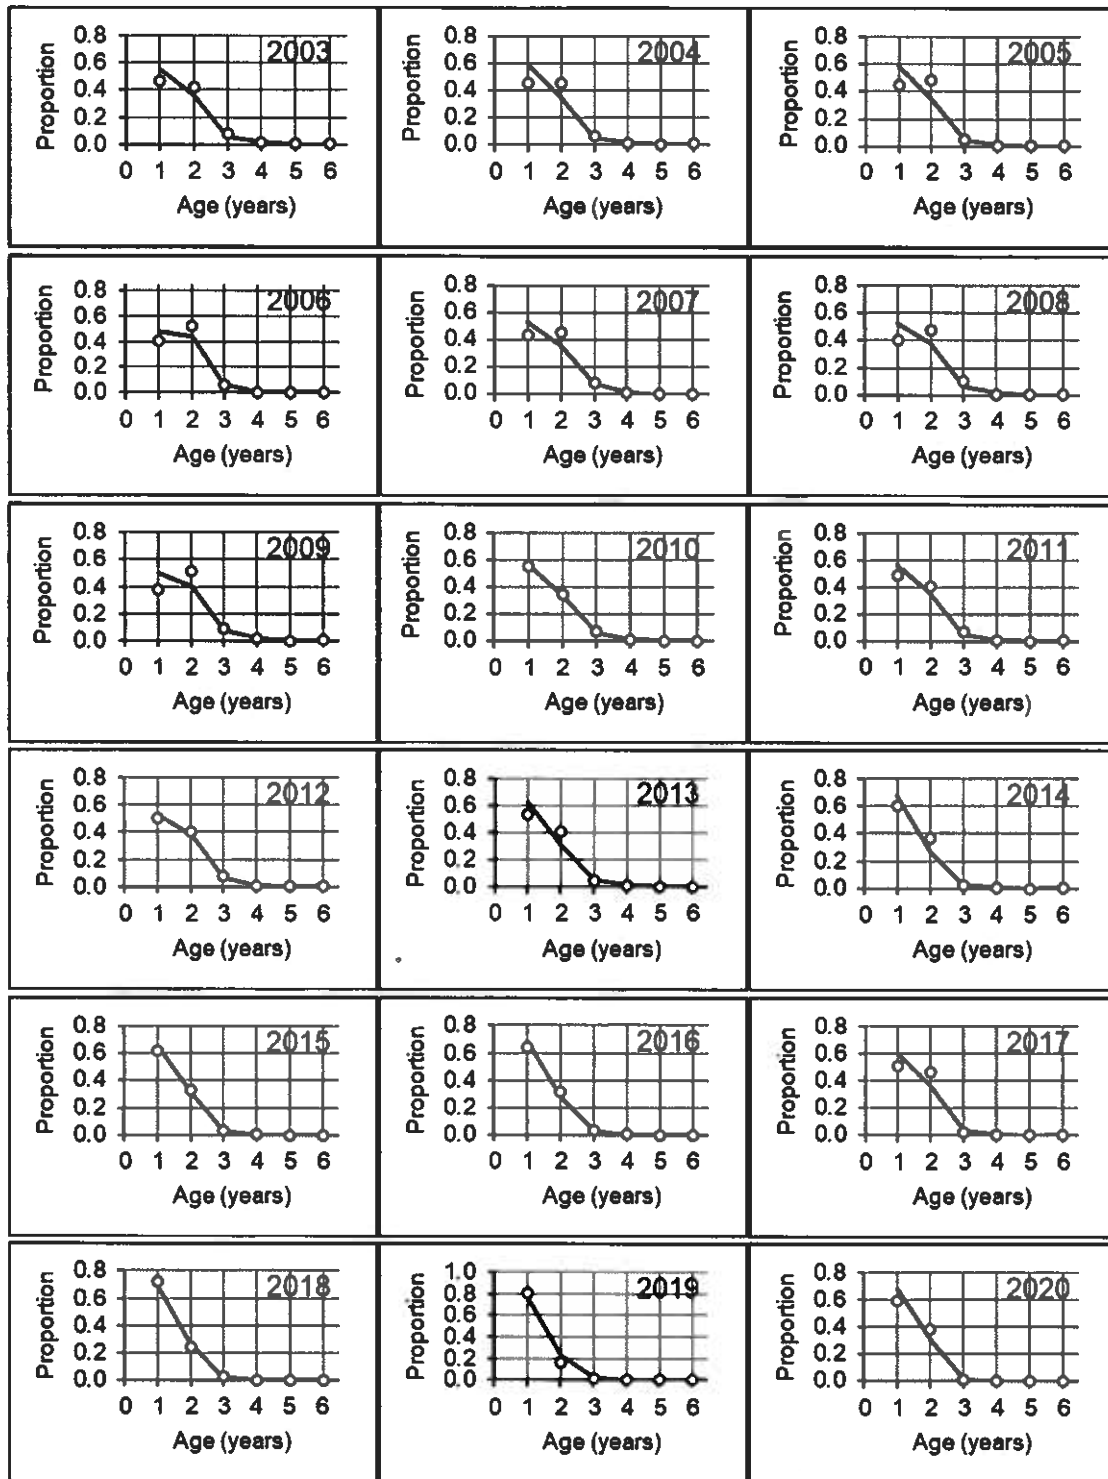 Proportion
0.8 2003
0.6
0.4
0.2
0.0
0 1 2 3 4 5 6
Age (years)
Proportion
0.8 2004
0.6
0.4
0.2
0.0
0 1 2 3 4 5 6
Age (years)
Proportion
0.8 2005
0.6
0.4
0.2
0.0
0 1 2 3 4 5 6
Age (years)
Proportion
0.8 2006
0.6
0.4
0.2
0.0
0 1 2 3 4 5 6
Age (years)
Proportion
0.8 2007
0.6
0.4
0.2
0.0
0 1 2 3 4 5 6
Age (years)
Proportion
0.8 2008
0.6
0.4
0.2
0.0
0 1 2 3 4 5 6
Age (years)
Proportion
0.8 2009
0.6
0.4
0.2
0.0
0 1 2 3 4 5 6
Age (years)
Proportion
0.8 2010
0.6
0.4
0.2
0.0
0 1 2 3 4 5 6
Age (years)
Proportion
0.8 2011
0.6
0.4
0.2
0.0
0 1 2 3 4 5 6
Age (years)
Proportion
0.8 2012
0.6
0.4
0.2
0.0
0 1 2 3 4 5 6
Age (years)
Proportion
0.8 2013
0.6
0.4
0.2
0.0
0 1 2 3 4 5 6
Age (years)
Proportion
0.8 2014
0.6
0.4
0.2
0.0
0 1 2 3 4 5 6
Age (years)
Proportion
0.8 2015
0.6
0.4
0.2
0.0
0 1 2 3 4 5 6
Age (years)
Proportion
0.8 2016
0.6
0.4
0.2
0.0
0 1 2 3 4 5 6
Age (years)
Proportion
0.8 2017
0.6
0.4
0.2
0.0
0 1 2 3 4 5 6
Age (years)
Proportion
0.8 2018
0.6
0.4
0.2
0.0
0 1 2 3 4 5 6
Age (years)
Proportion
1.0 2019
0.8
0.6
0.4
0.2
0.0
0 1 2 3 4 5 6
Age (years)
Proportion
0.8 2020
0.6
0.4
0.2
0.0
0 1 2 3 4 5 6
Age (years)